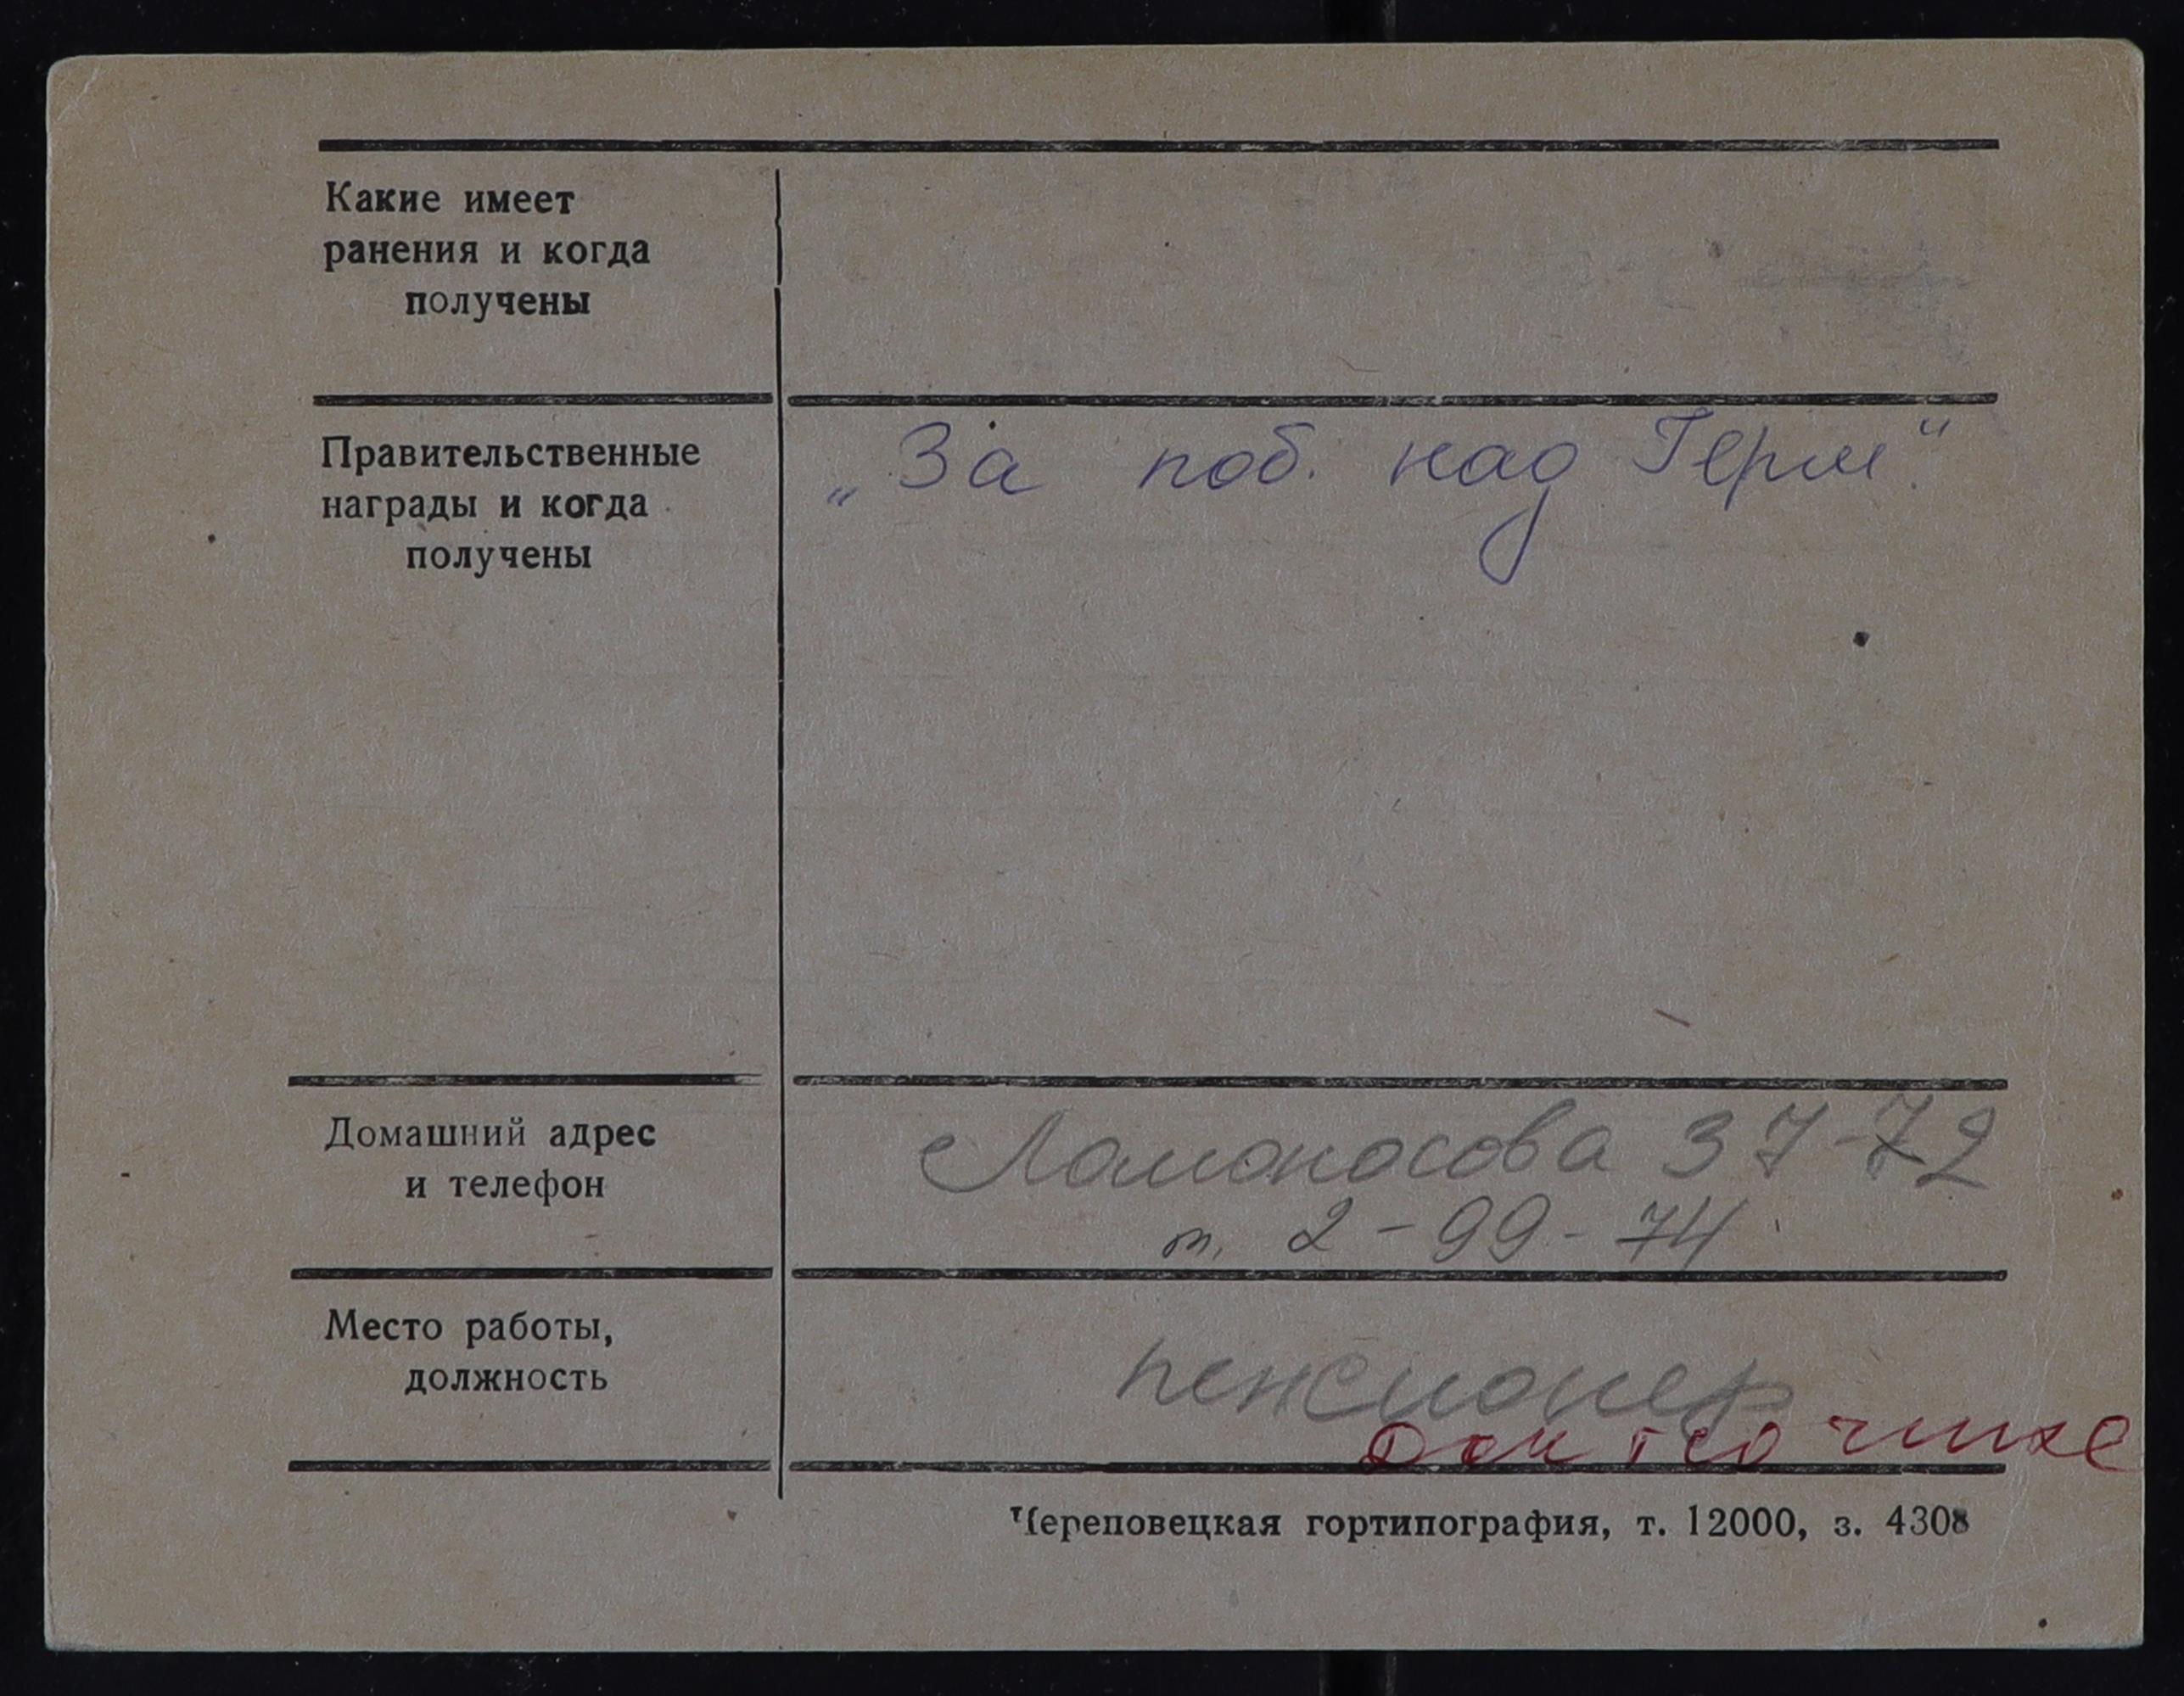 Какие имеет
ранения и когда
получены
Правительственные
награды и когда
получены
„За поб. над Герм“.
Домашний адрес
и телефон
Ломоносова 37-72
т. 2-99-74
Место работы,
должность
пенсионер
Череповецкая гортипография, т. 12000, з. 4308